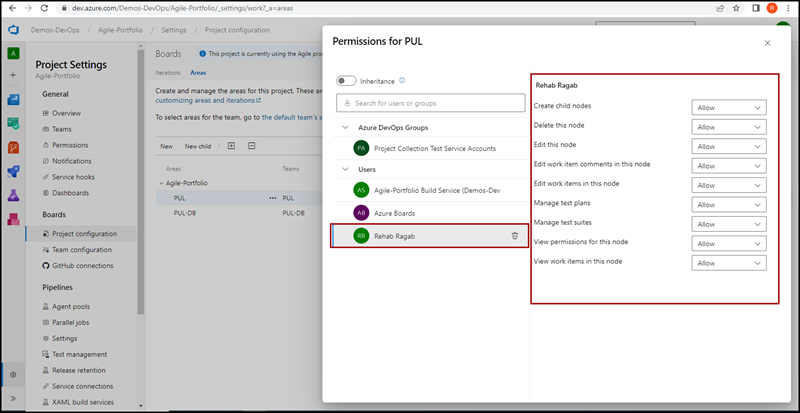 dev.azure.com/Demos-DevOps/Agile-Portfolio/_settings/work?_a=areas
R
Demos-DevOps / Agile-Portfolio / Settings / Project configuration
A
Project Settings
Agile-Portfolio
General
Overview
Teams
Permissions
Notifications
Service hooks
Dashboards
Boards
Project configuration
Team configuration
GitHub connections
Pipelines
Agent pools
Parallel jobs
Settings
Test management
Release retention
Service connections
XAML build services
Boards
This project is currently using the Agile pro
Iterations Areas
Create and manage the areas for this project. These are
customizing areas and iterations
To select areas for the team, go to the default team's s
New New child
Areas Teams
Agile-Portfolio
PUL ••• PUL
PUL-DB PUL-DB
Permissions for PUL
Inheritance
Search for users or groups
Azure DevOps Groups
PA Project Collection Test Service Accounts
Users
AS Agile-Portfolio Build Service (Demos-Dev
AB Azure Boards
RR Rehab Ragab
Rehab Ragab
Create child nodes Allow
Delete this node Allow
Edit this node Allow
Edit work item comments in this node Allow
Edit work items in this node Allow
Manage test plans Allow
Manage test suites Allow
View permissions for this node Allow
View work items in this node Allow